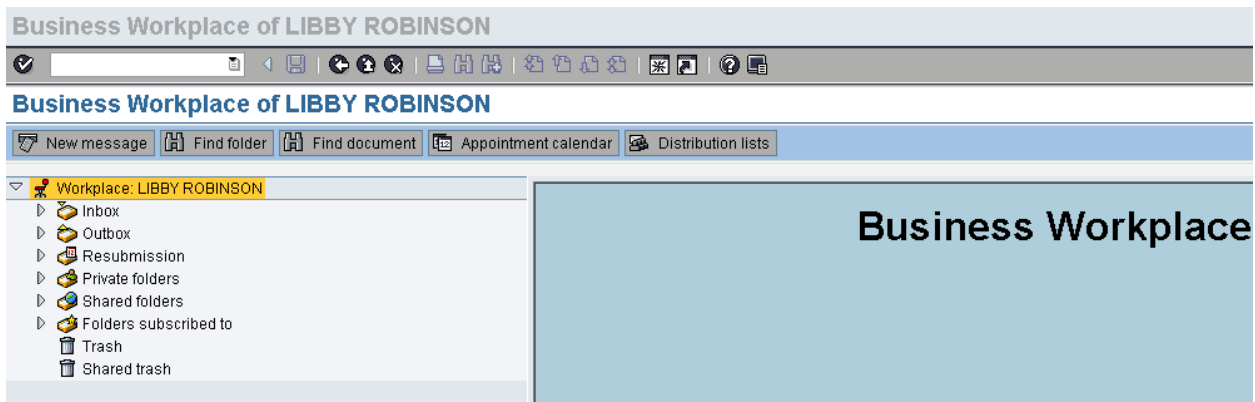 Business Workplace of LIBBY ROBINSON
Business Workplace of LIBBY ROBINSON
New message Find folder Find document Appointment calendar Distribution lists
Workplace: LIBBY ROBINSON
Inbox
Outbox
Resubmission
Private folders
Shared folders
Folders subscribed to
Trash
Shared trash
Business Workplace